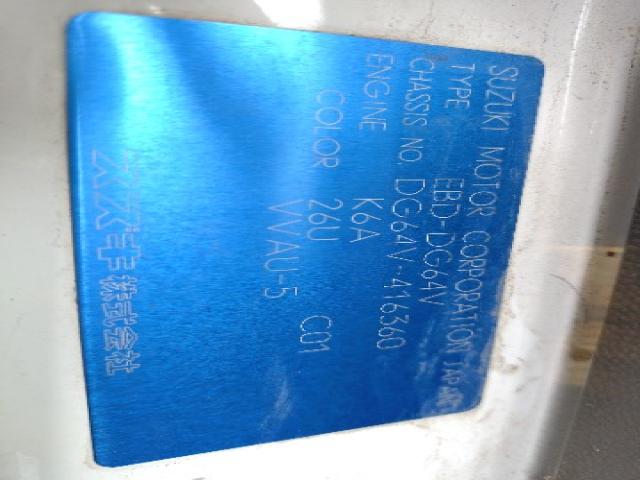 SUZUKI MOTOR CORPORATION JAPAN
TYPE EBD-DG64V
CHASSIS NO. DG64V-416360
ENGINE K6A
COLOR 26U C01
VVAU-5
スズキ株式会社